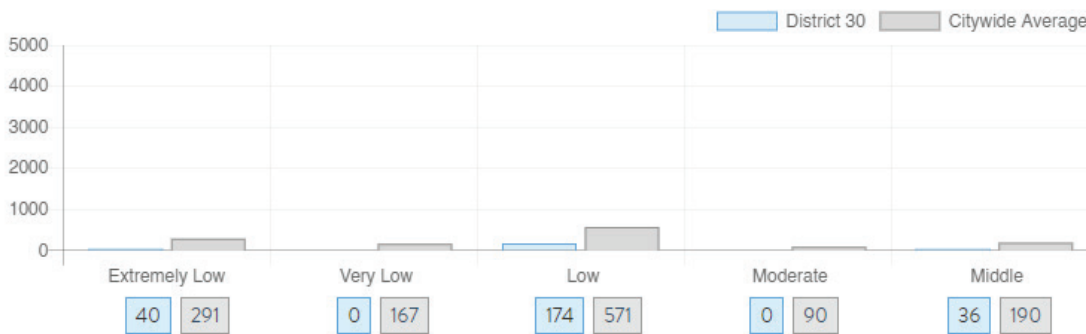 District 30 Citywide Average
5000
4000
3000
2000
1000
0
Extremely Low Very Low Low Moderate Middle
40 291 0 167 174 571 0 90 36 190